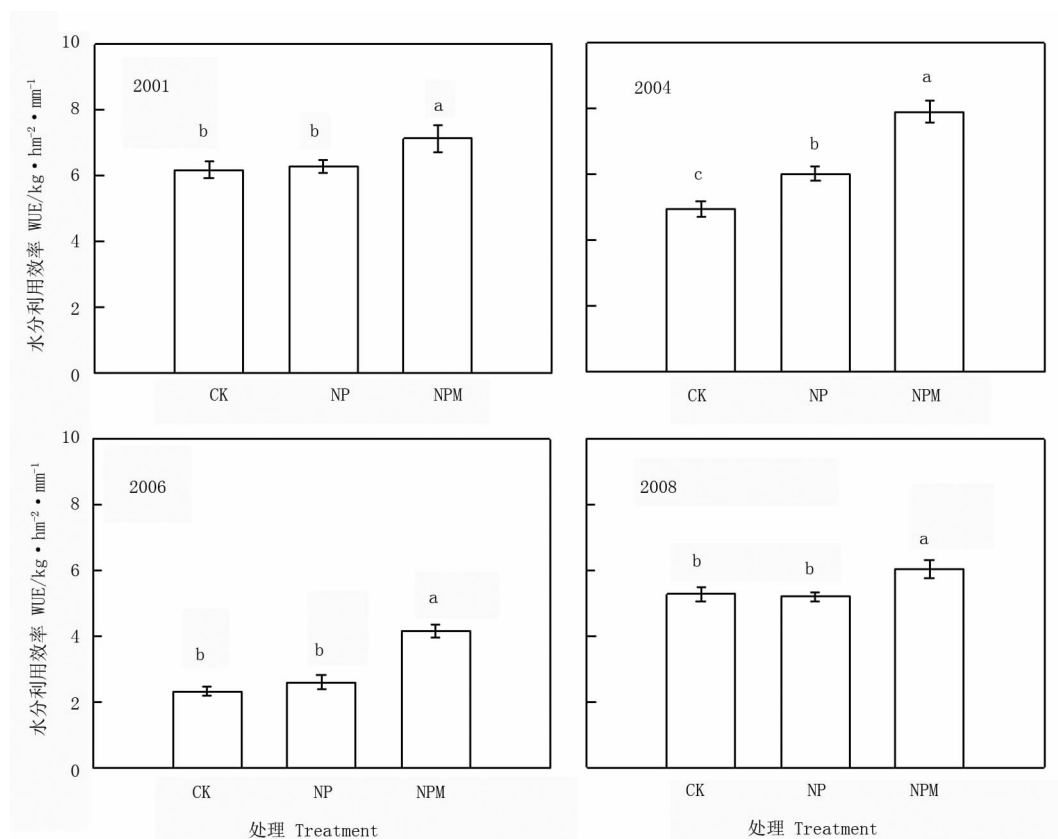 水分利用效率 WUE/kg·hm⁻²·mm⁻¹
10
8
6
4
2
0
2001
b
b
a
CK
NP
NPM
2004
c
b
a
CK
NP
NPM
水分利用效率 WUE/kg·hm⁻²·mm⁻¹
10
8
6
4
2
0
2006
b
b
a
CK
NP
NPM
处理 Treatment
2008
b
b
a
CK
NP
NPM
处理 Treatment